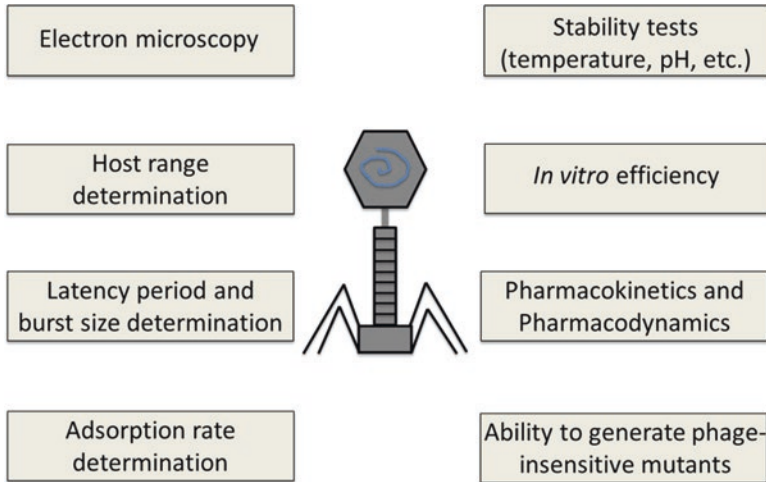 Electron microscopy
Host range
determination
Latency period and
burst size determination
Adsorption rate
determination
Stability tests
(temperature, pH, etc.)
In vitro efficiency
Pharmacokinetics and
Pharmacodynamics
Ability to generate phage-
insensitive mutants